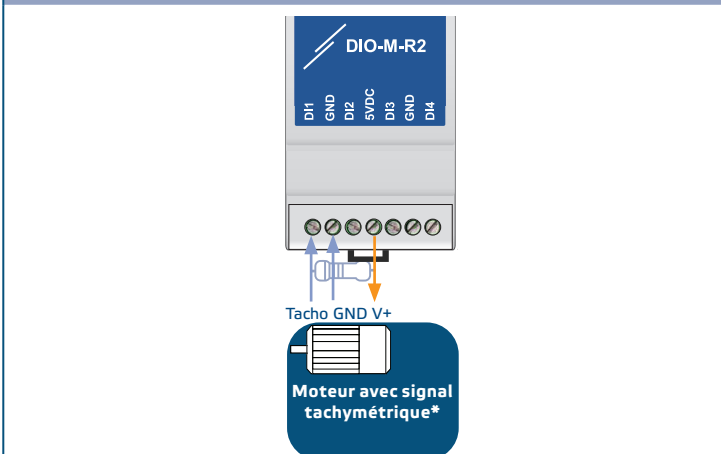 DIO-M-R2
DI1 GND DI2 5VDC DI3 GND DI4
Tacho GND V+
Moteur avec signal
tachymétrique*